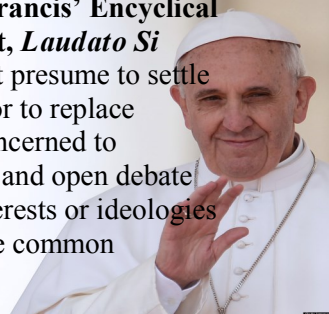 rancis’ Encyclical
t, Laudato Si
t presume to settle
or to replace
ncerned to
and open debate
erests or ideologies
e common